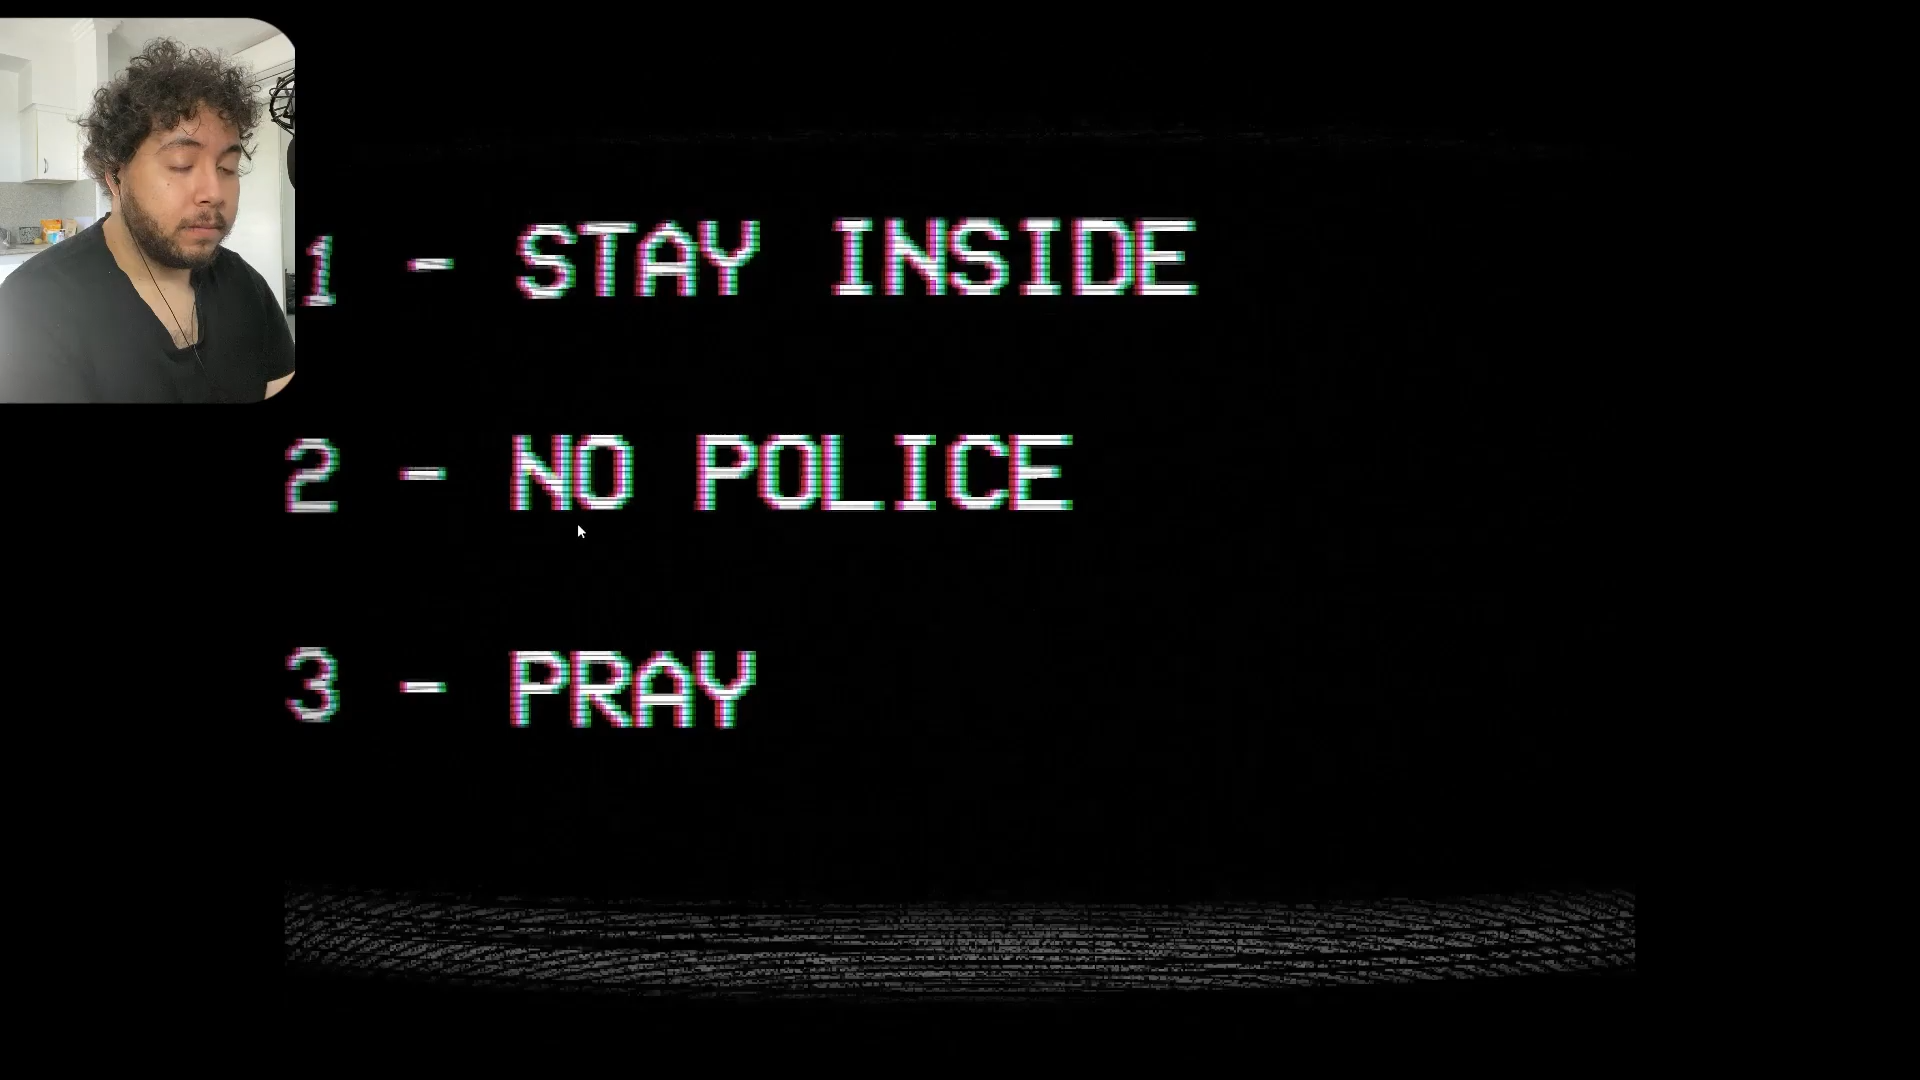 1 - STAY INSIDE
2 - NO POLICE
3 - PRAY